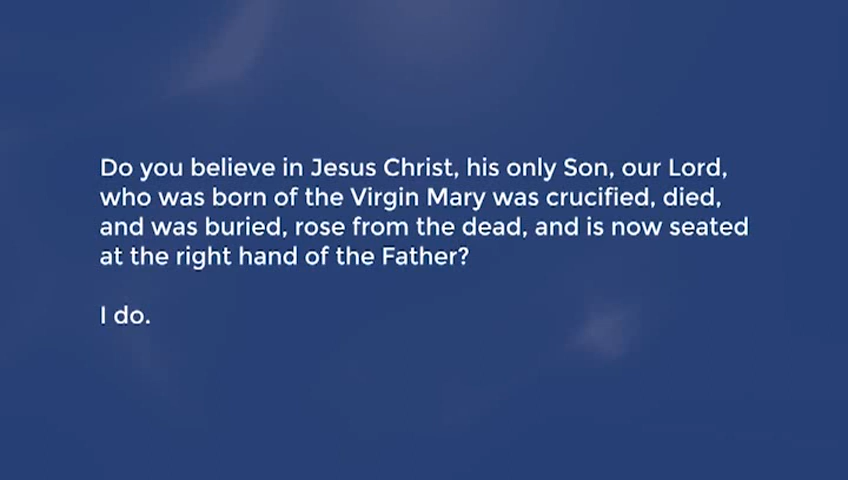 Do you believe in Jesus Christ, his only Son, our Lord,
who was born of the Virgin Mary was crucified, died,
and was buried, rose from the dead, and is now seated
at the right hand of the Father?
I do.